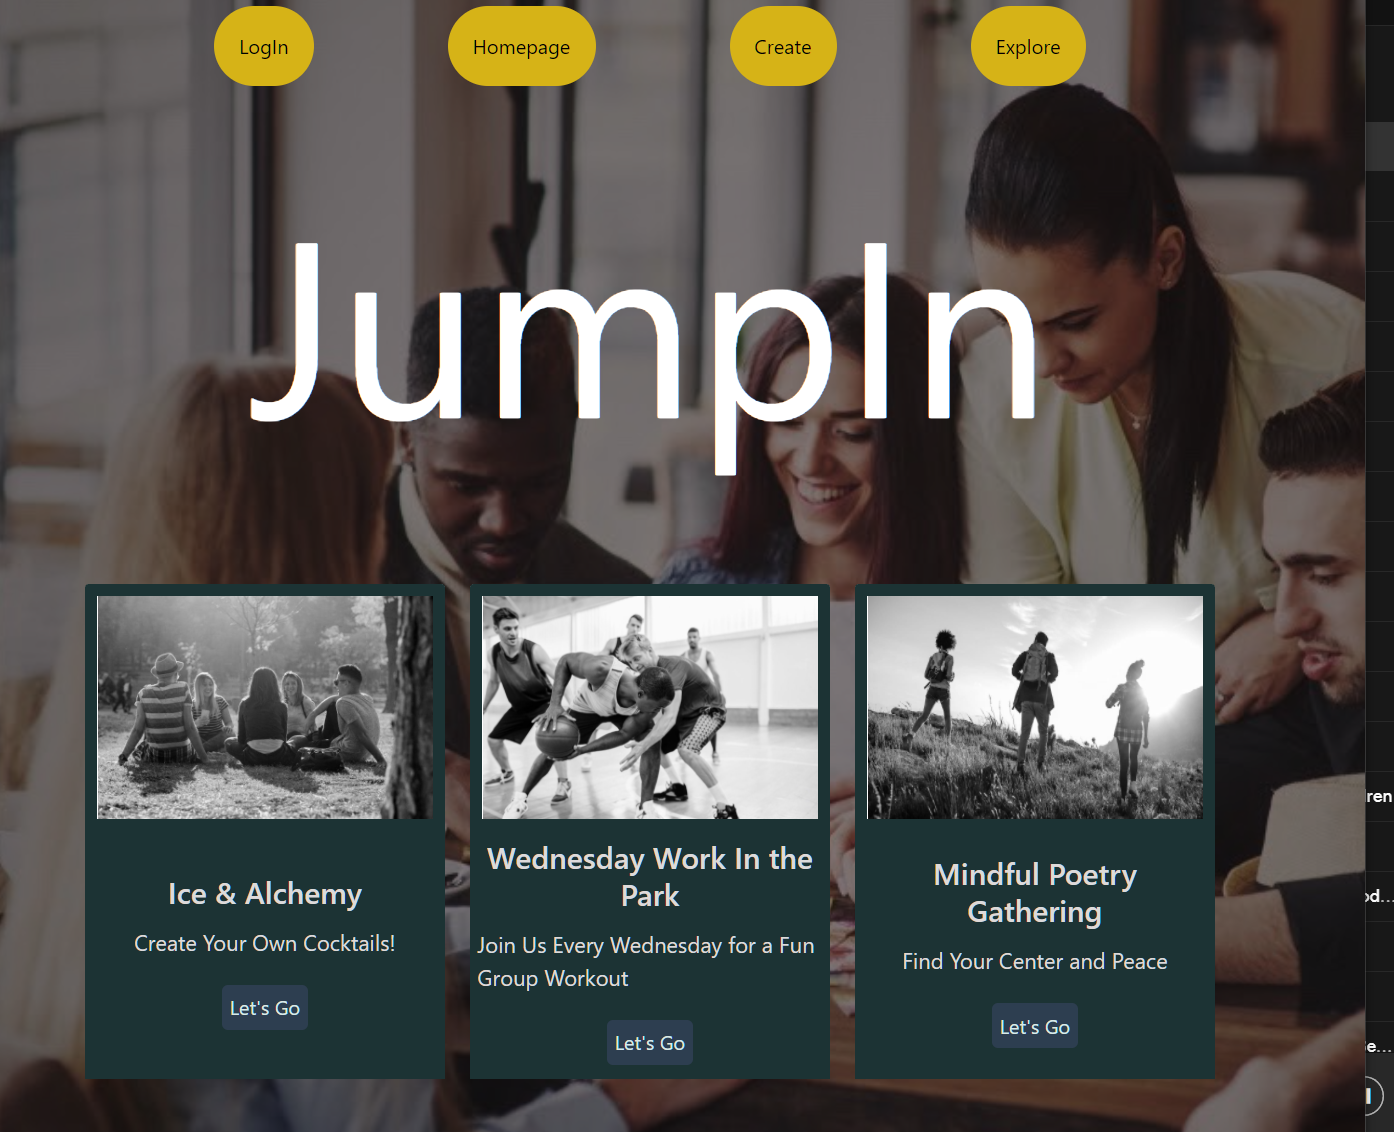 LogIn
Homepage
Create
Explore
JumpIn
Ice & Alchemy
Create Your Own Cocktails!
Let's Go
Wednesday Work In the
Park
Join Us Every Wednesday for a Fun
Group Workout
Let's Go
Mindful Poetry
Gathering
Find Your Center and Peace
Let's Go